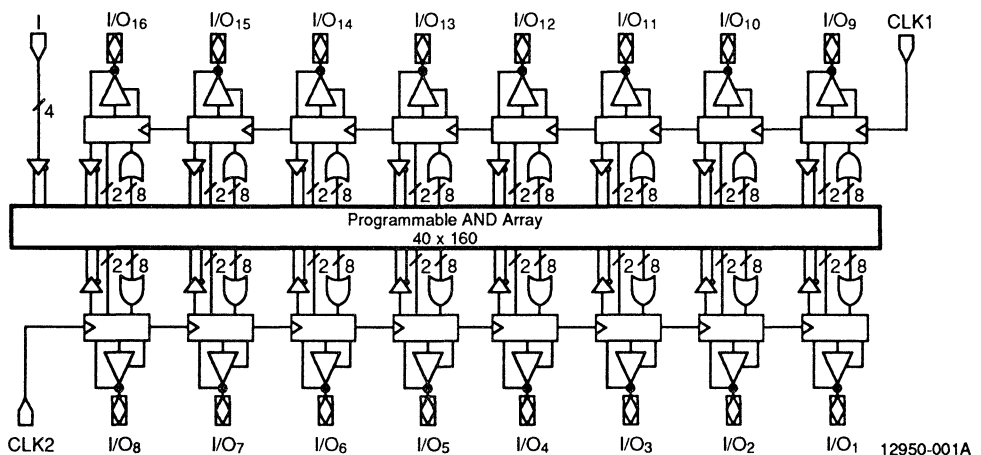 I I/O16 I/O15 I/O14 I/O13 I/O12 I/O11 I/O10 I/O9 CLK1
4
2 8 2 8 2 8 2 8 2 8 2 8 2 8 2 8
Programmable AND Array
40 x 160
2 8 2 8 2 8 2 8 2 8 2 8 2 8 2 8
CLK2 I/O8 I/O7 I/O6 I/O5 I/O4 I/O3 I/O2 I/O1 12950-001A